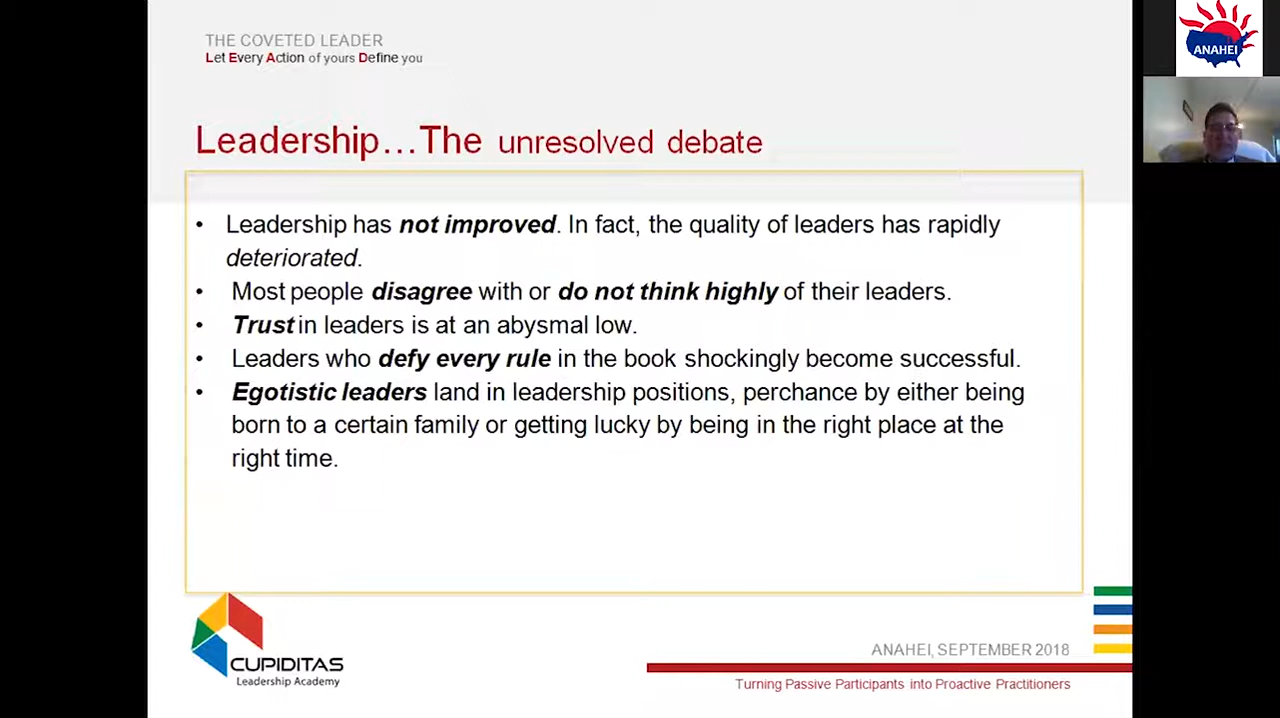 THE COVETED LEADER
Let Every Action of yours Define you
ANAHEI
Leadership…The unresolved debate
• Leadership has not improved. In fact, the quality of leaders has rapidly
deteriorated.
• Most people disagree with or do not think highly of their leaders.
• Trust in leaders is at an abysmal low.
• Leaders who defy every rule in the book shockingly become successful.
• Egotistic leaders land in leadership positions, perchance by either being
born to a certain family or getting lucky by being in the right place at the
right time.
CUPIDITAS
Leadership Academy
ANAHEI, SEPTEMBER 2018
Turning Passive Participants into Proactive Practitioners